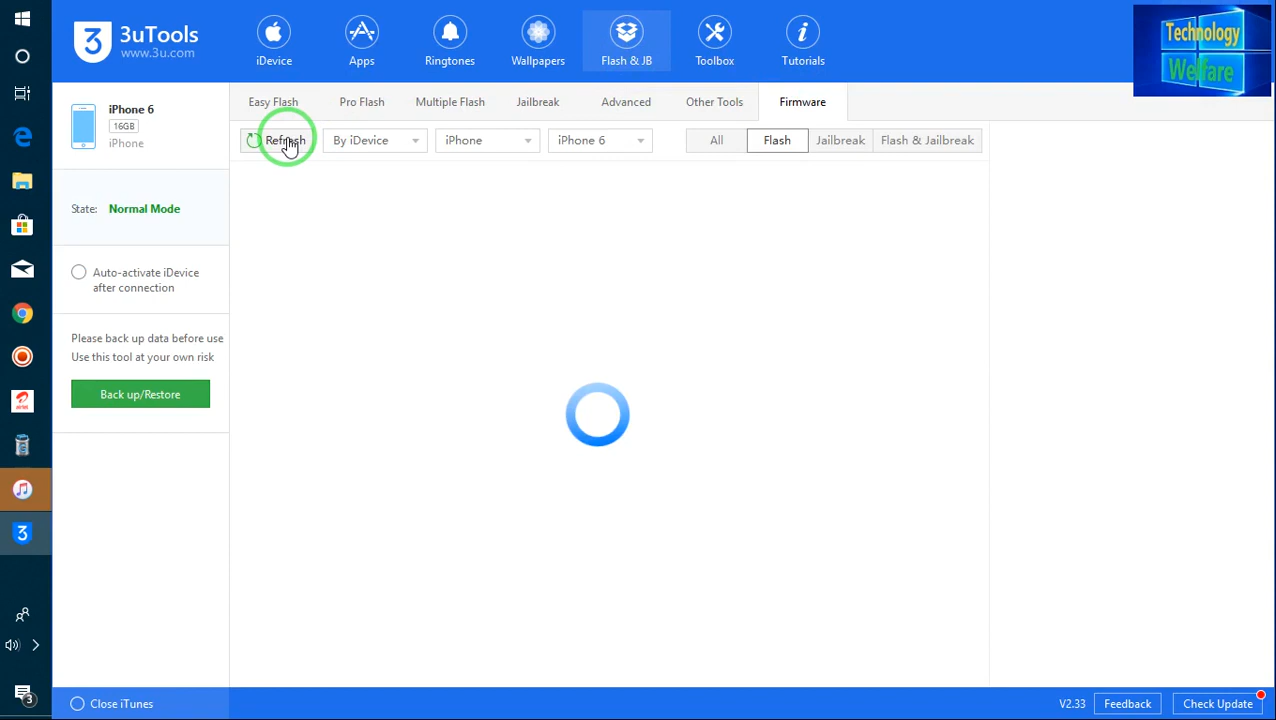 3uTools
www.3u.com
iDevice
Apps
Ringtones
Wallpapers
Flash & JB
Toolbox
Tutorials
Technology
Welfare
iPhone 6
16GB
iPhone
Easy Flash
Pro Flash
Multiple Flash
Jailbreak
Advanced
Other Tools
Firmware
Refresh
By iDevice
iPhone
iPhone 6
All
Flash
Jailbreak
Flash & Jailbreak
State: Normal Mode
Auto-activate iDevice
after connection
Please back up data before use
Use this tool at your own risk
Back up/Restore
airtel
3
3
Close iTunes
V2.33
Feedback
Check Update